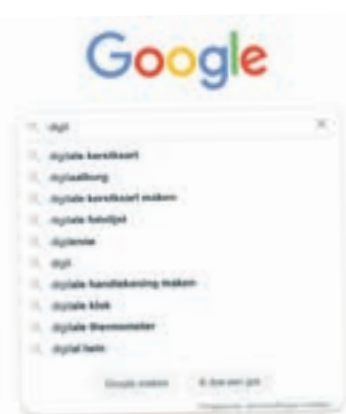 Google
digit
digitale kerstkaart
digitaalburg
digitale kerstkaart maken
digitale fotolijst
digitenne
digit
digitale handtekening maken
digitale klok
digitale thermometer
digital twin
Google zoeken
Ik doe een gok